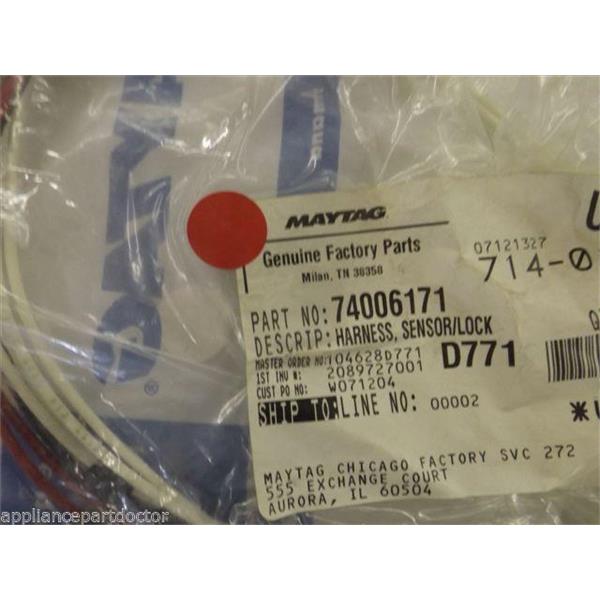 MAYTAG
Genuine Factory Parts
Milan, TN 38358
07121327
714-0
PART NO: 74006171
DESCRIP: HARNESS, SENSOR/LOCK
MASTER ORDER NO: 104628D771 D771
1ST INV #: 2089727001
CUST PO NO: W071204
SHIP TO: LINE NO: 00002
MAYTAG CHICAGO FACTORY SVC 272
555 EXCHANGE COURT
AURORA, IL 60504
appliancepartdoctor